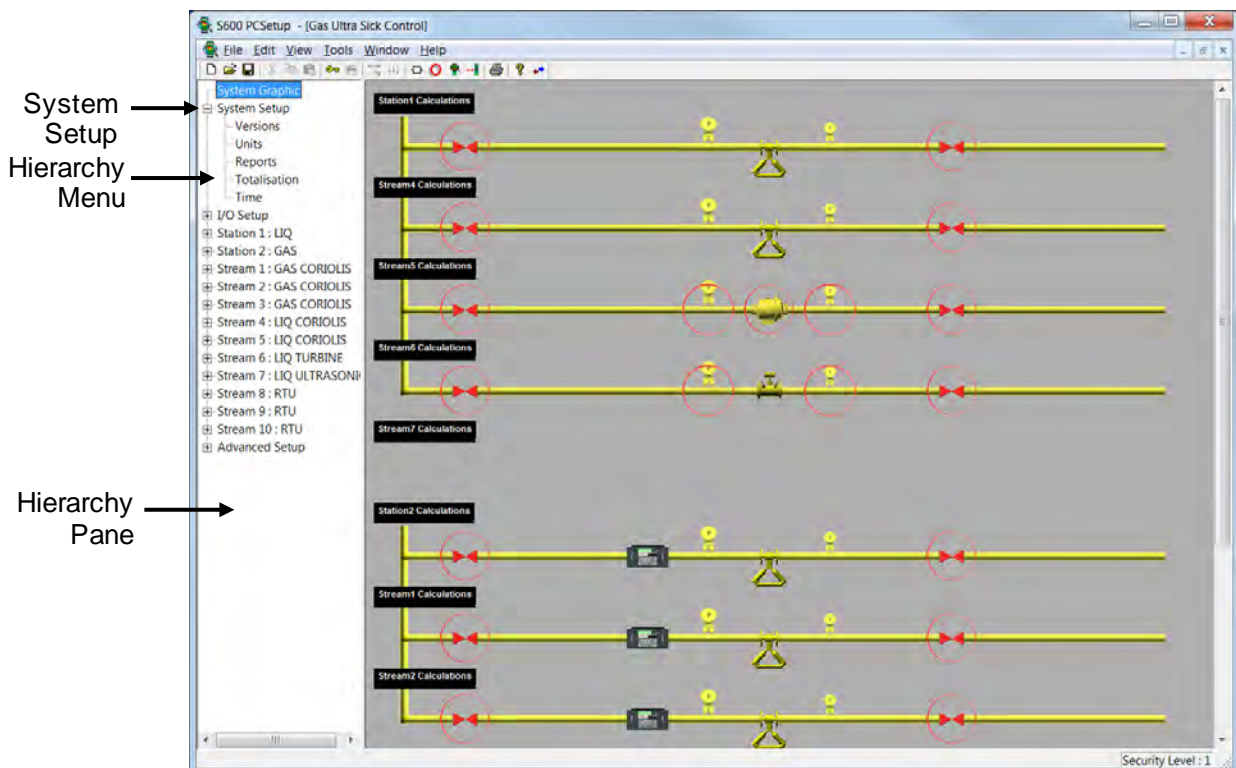 S600 PCSetup - [Gas Ultra Sick Control]
File Edit View Tools Window Help
System Setup
Hierarchy Menu
Hierarchy Pane
System Graphic
System Setup
Versions
Units
Reports
Totalisation
Time
I/O Setup
Station 1 : LIQ
Station 2 : GAS
Stream 1 : GAS CORIOLIS
Stream 2 : GAS CORIOLIS
Stream 3 : GAS CORIOLIS
Stream 4 : LIQ CORIOLIS
Stream 5 : LIQ CORIOLIS
Stream 6 : LIQ TURBINE
Stream 7 : LIQ ULTRASONI
Stream 8 : RTU
Stream 9 : RTU
Stream 10 : RTU
Advanced Setup
Station1 Calculations
Stream4 Calculations
Stream5 Calculations
Stream6 Calculations
Stream7 Calculations
Station2 Calculations
Stream1 Calculations
Stream2 Calculations
Security Level : 1